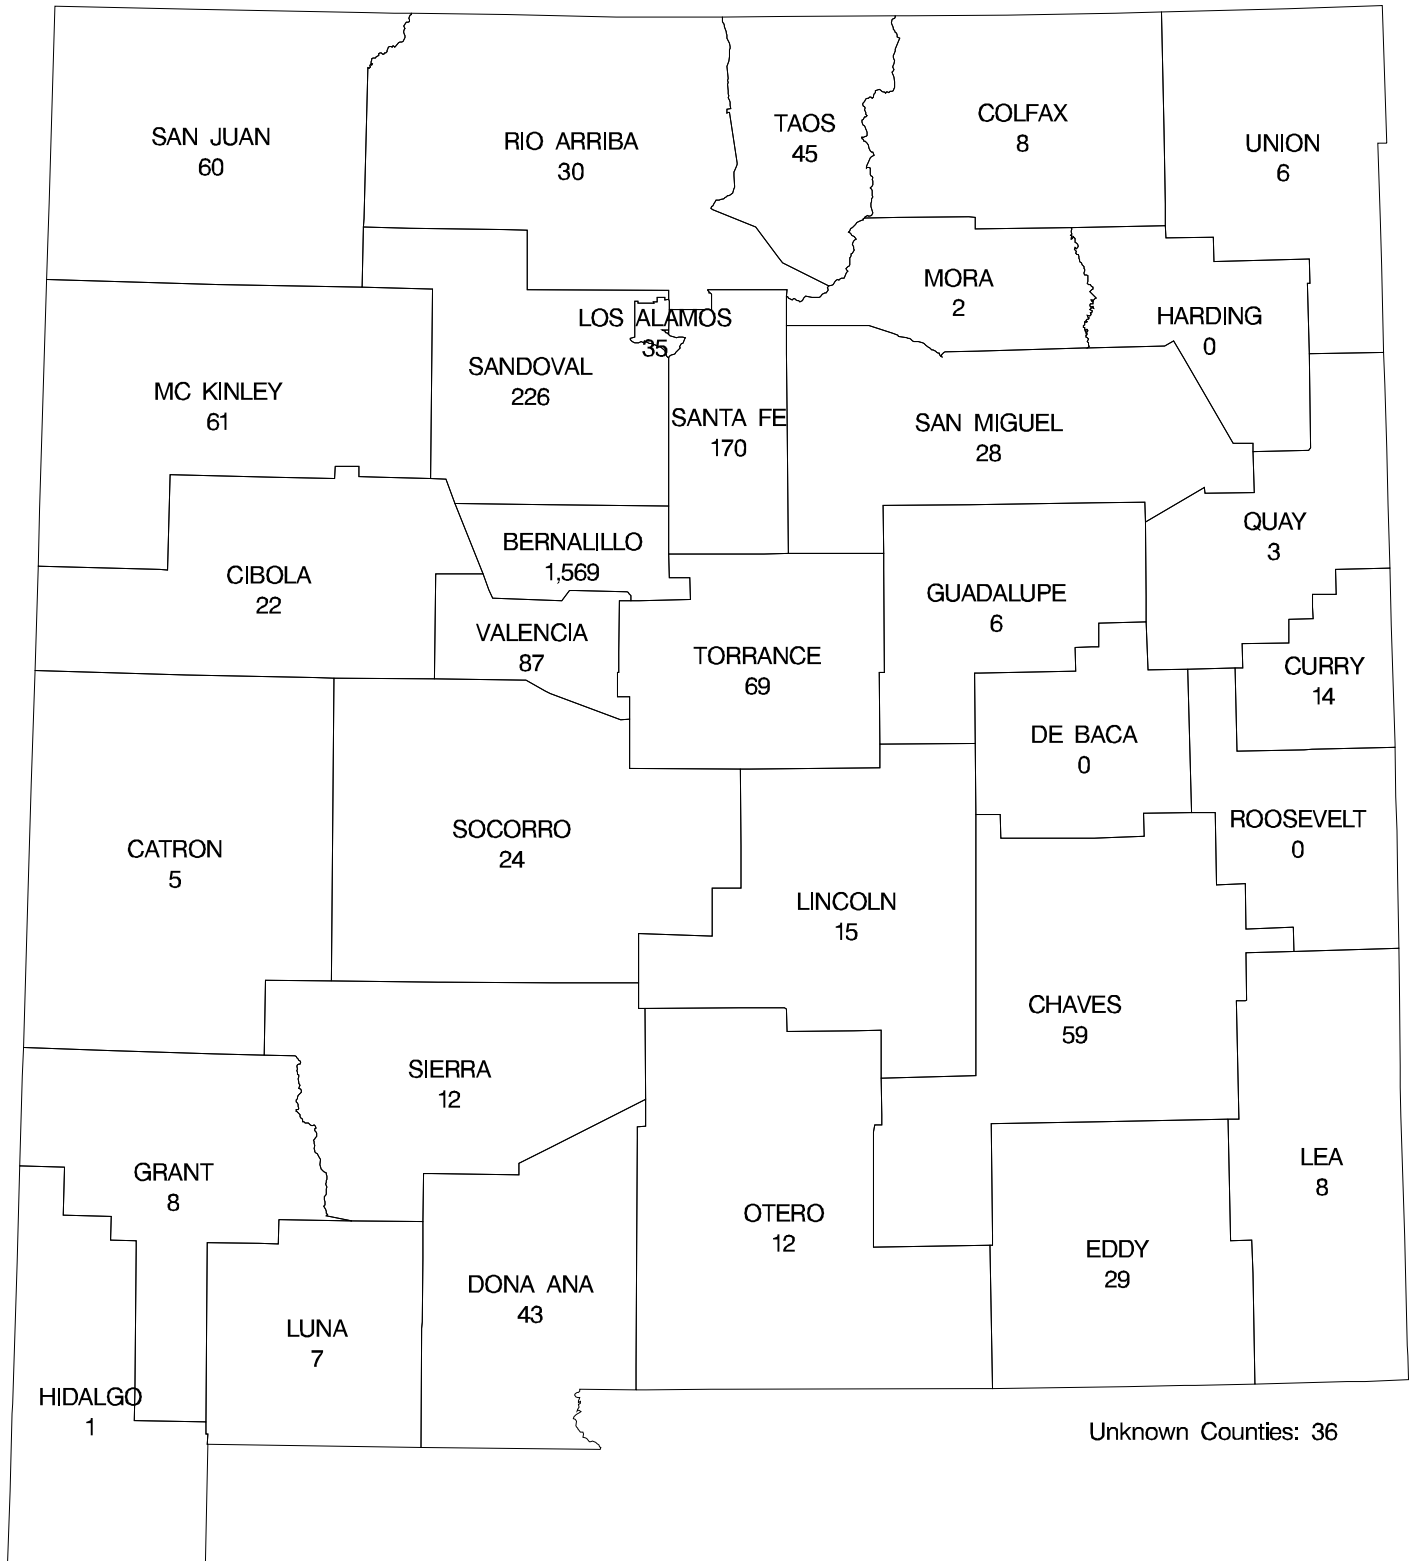 SAN JUAN
60
RIO ARRIBA
30
TAOS
45
COLFAX
8
UNION
6
MORA
2
HARDING
0
LOS ALAMOS
35
SANDOVAL
226
MC KINLEY
61
SANTA FE
170
SAN MIGUEL
28
QUAY
3
BERNALILLO
1,569
CIBOLA
22
GUADALUPE
6
VALENCIA
87
TORRANCE
69
CURRY
14
DE BACA
0
ROOSEVELT
0
SOCORRO
24
CATRON
5
LINCOLN
15
CHAVES
59
SIERRA
12
LEA
8
GRANT
8
OTERO
12
EDDY
29
DONA ANA
43
LUNA
7
HIDALGO
1
Unknown Counties: 36